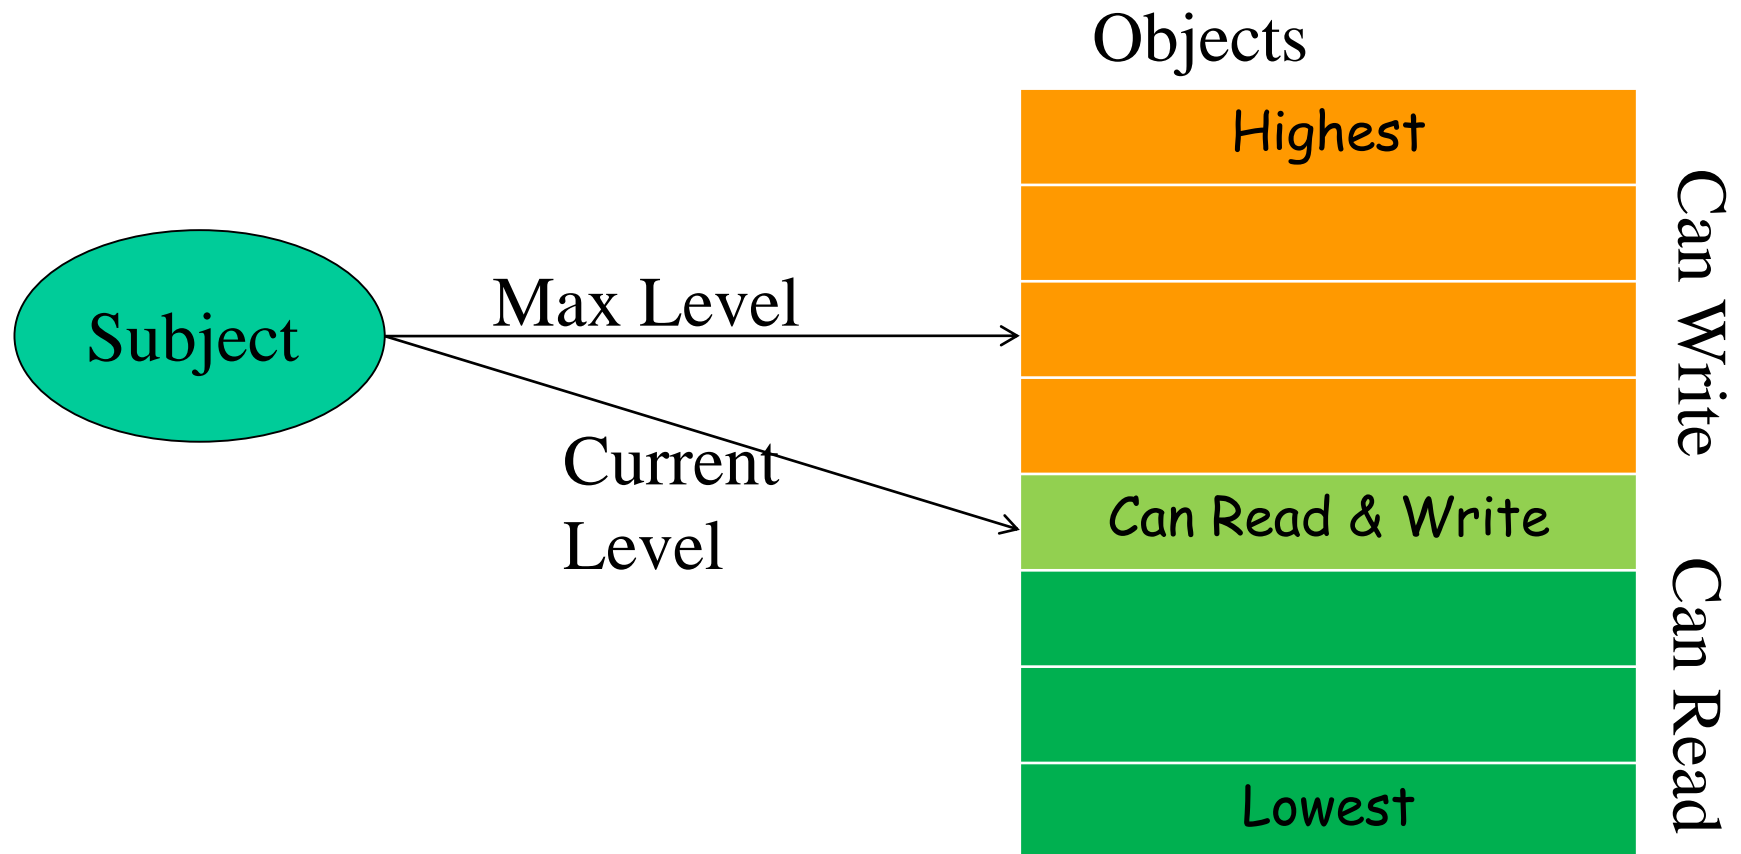 Objects
Highest
Can Write
Max Level
Subject
Current
Level
Can Read & Write
Can Read
Lowest